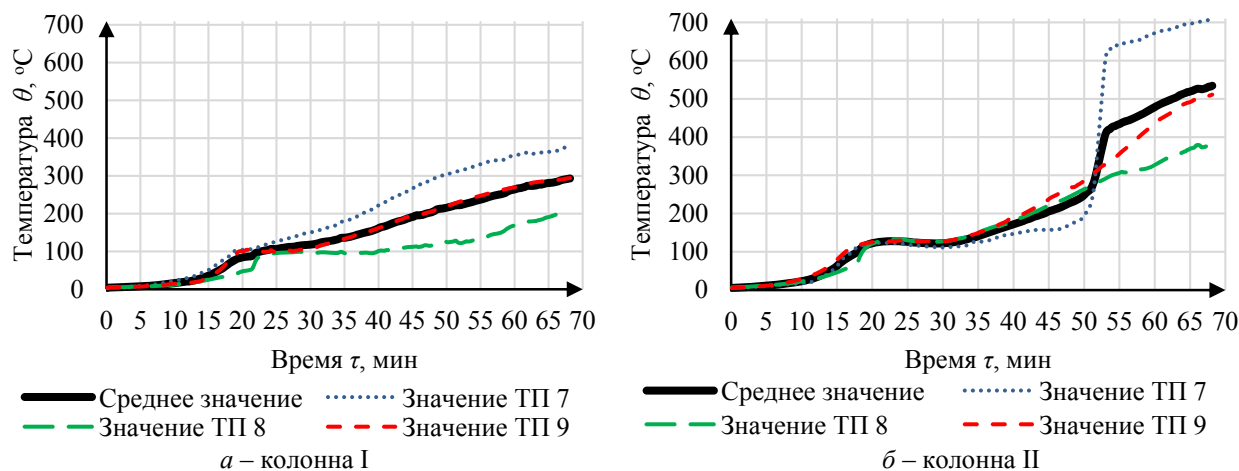 700
600
500
400
300
200
100
0
Температура θ, °C
0 5 10 15 20 25 30 35 40 45 50 55 60 65 70
Время τ, мин
Среднее значение
Значение ТП 7
Значение ТП 8
Значение ТП 9
а – колонна I
700
600
500
400
300
200
100
0
Температура θ, °C
0 5 10 15 20 25 30 35 40 45 50 55 60 65 70
Время τ, мин
Среднее значение
Значение ТП 7
Значение ТП 8
Значение ТП 9
б – колонна II